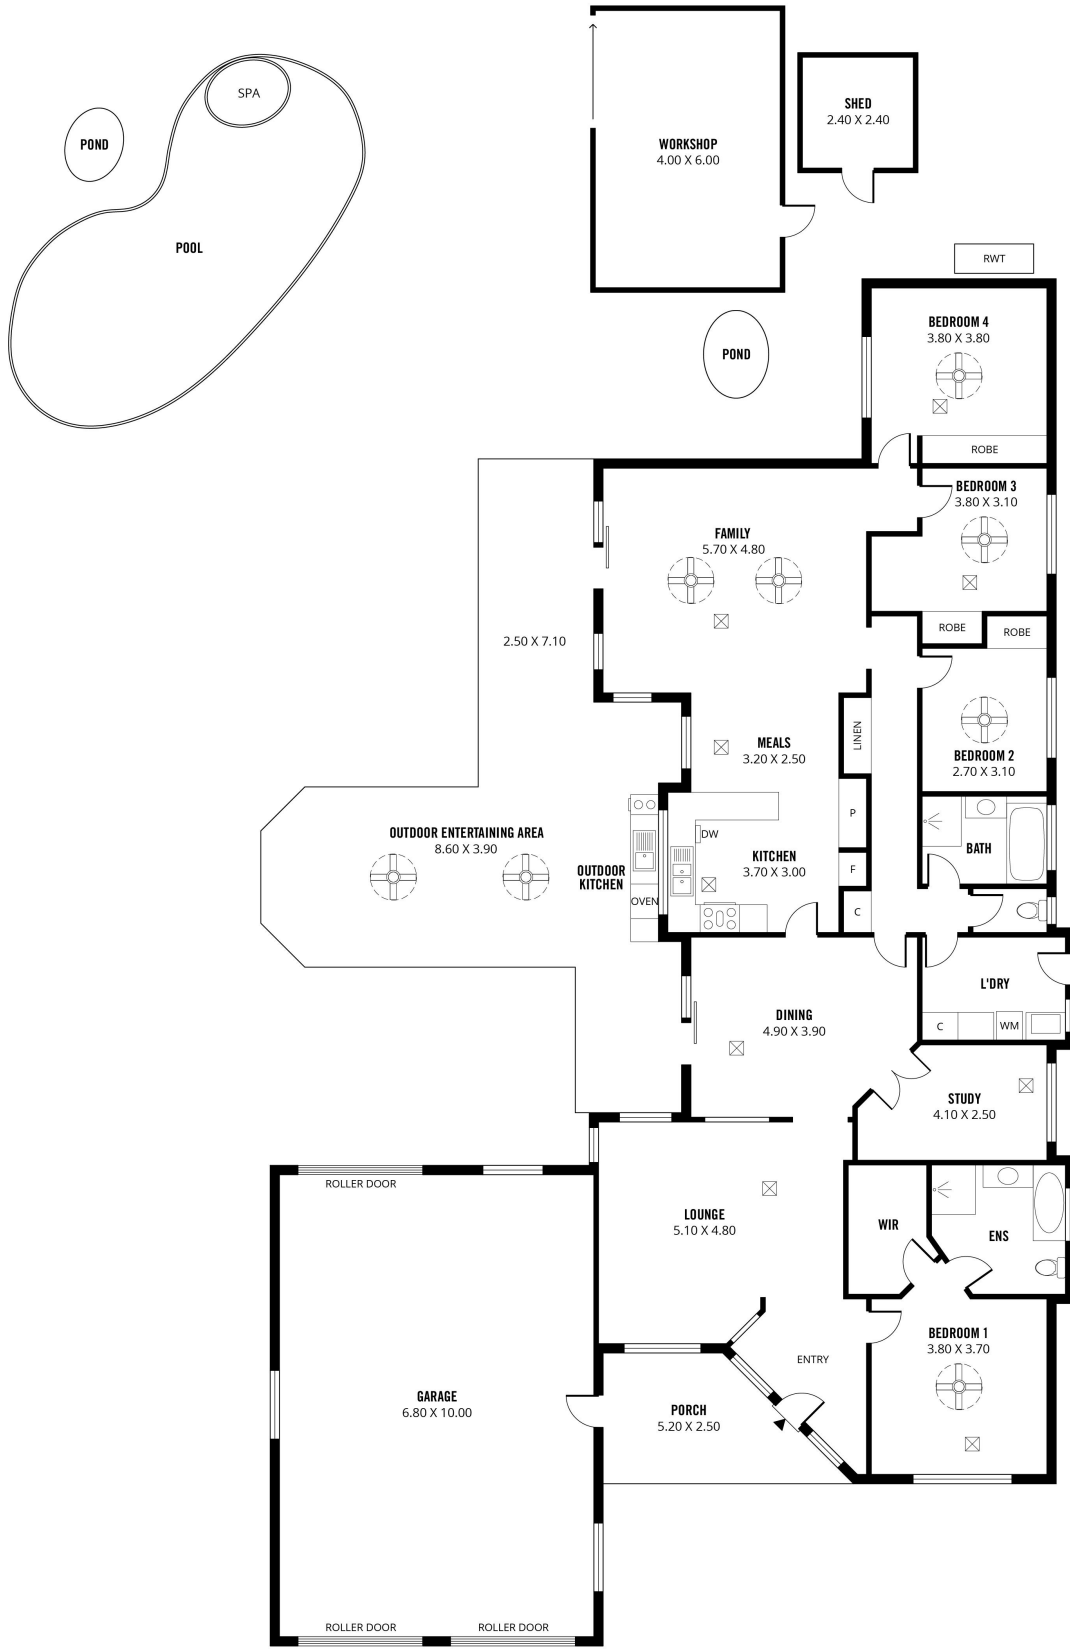 SPA
SHED
2.40 X 2.40
POND
WORKSHOP
4.00 X 6.00
POOL
RWT
BEDROOM 4
3.80 X 3.80
POND
ROBE
BEDROOM 3
3.80 X 3.10
FAMILY
5.70 X 4.80
ROBE
ROBE
2.50 X 7.10
LINEN
MEALS
3.20 X 2.50
BEDROOM 2
2.70 X 3.10
P
OUTDOOR ENTERTAINING AREA
8.60 X 3.90
DW
BATH
KITCHEN
3.70 X 3.00
F
OUTDOOR
KITCHEN
OVEN
C
L'DRY
DINING
4.90 X 3.90
C
WM
STUDY
4.10 X 2.50
ROLLER DOOR
LOUNGE
5.10 X 4.80
WIR
ENS
BEDROOM 1
3.80 X 3.70
ENTRY
GARAGE
6.80 X 10.00
PORCH
5.20 X 2.50
ROLLER DOOR
ROLLER DOOR